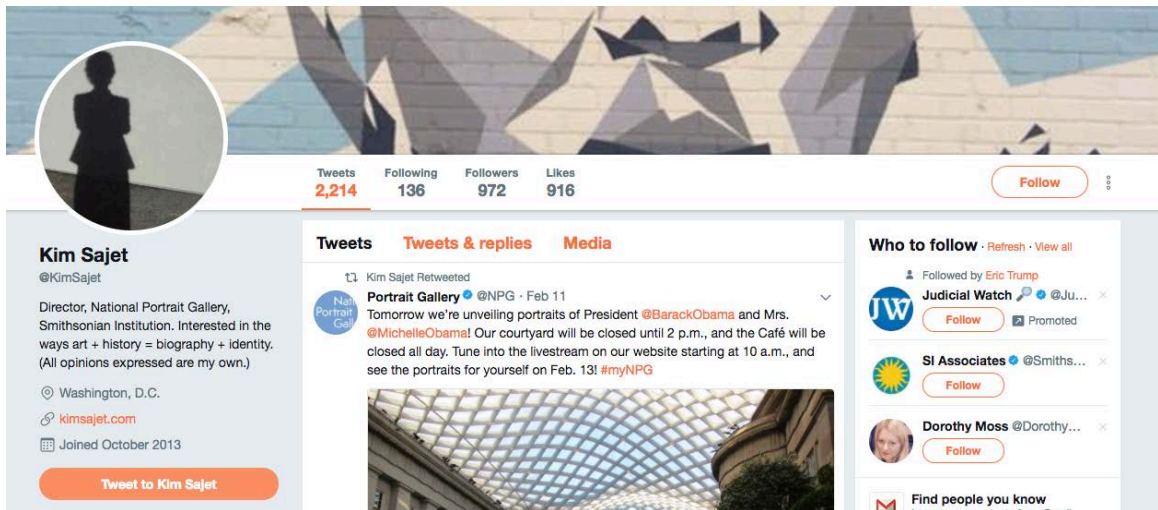 Tweets
2,214
Following
136
Followers
972
Likes
916
Follow
Kim Sajet
@KimSajet
Director, National Portrait Gallery,
Smithsonian Institution. Interested in the
ways art + history = biography + identity.
(All opinions expressed are my own.)
Washington, D.C.
kimsajet.com
Joined October 2013
Tweet to Kim Sajet
Tweets Tweets & replies Media
Kim Sajet Retweeted
Nati
Portrait
Gall
Portrait Gallery @NPG · Feb 11
Tomorrow we're unveiling portraits of President @BarackObama and Mrs.
@MichelleObama! Our courtyard will be closed until 2 p.m., and the Café will be
closed all day. Tune into the livestream on our website starting at 10 a.m., and
see the portraits for yourself on Feb. 13! #myNPG
Who to follow · Refresh · View all
Followed by Eric Trump
JW
Judicial Watch @Ju...
Follow
Promoted
SI Associates @Smiths...
Follow
Dorothy Moss @Dorothy...
Follow
Find people you know